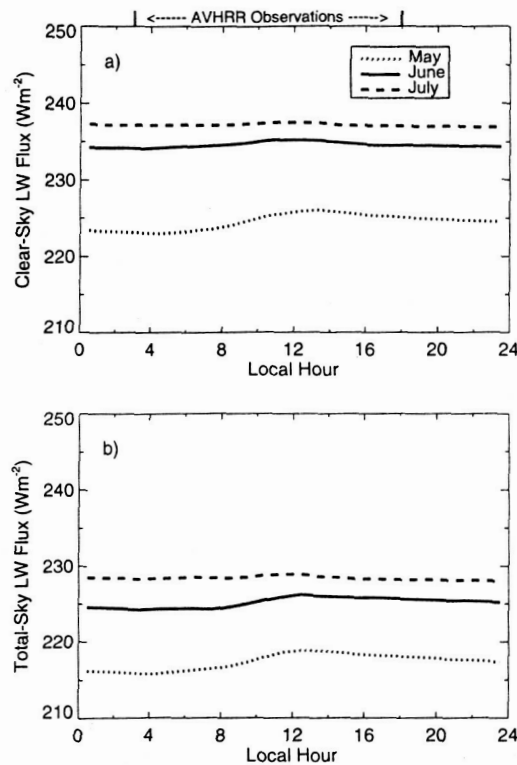 <----- AVHRR Observations ----->
a)
May
June
July
250
240
230
220
210
Clear-Sky LW Flux (Wm-2)
0 4 8 12 16 20 24
Local Hour
b)
250
240
230
220
210
Total-Sky LW Flux (Wm-2)
0 4 8 12 16 20 24
Local Hour